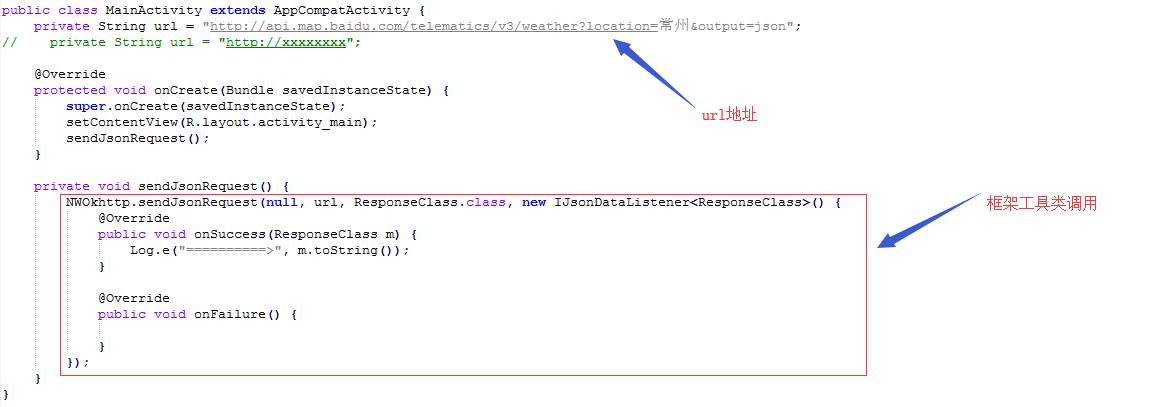 public class MainActivity extends AppCompatActivity {
    private String url = "http://api.map.baidu.com/telematics/v3/weather?location=常州&output=json";
//    private String url = "http://xxxxxxxx";
url地址
    @Override
    protected void onCreate(Bundle savedInstanceState) {
        super.onCreate(savedInstanceState);
        setContentView(R.layout.activity_main);
        sendJsonRequest();
    }
    private void sendJsonRequest() {
        NWOkhttp.sendJsonRequest(null, url, ResponseClass.class, new IJsonDataListener<ResponseClass>() {
框架工具类调用
            @Override
            public void onSuccess(ResponseClass m) {
                Log.e("==========>", m.toString());
            }
            @Override
            public void onFailure() {
            }
        });
    }
}